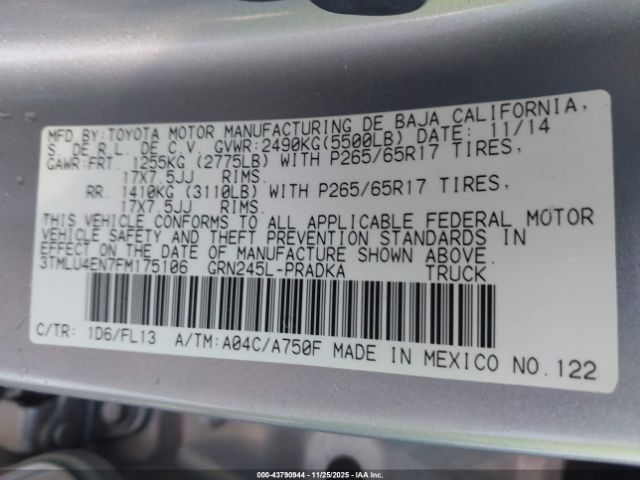 MFD.BY:TOYOTA MOTOR MANUFACTURING DE BAJA CALIFORNIA,
S. DE R.L. DE C.V. GVWR:2490KG(5500LB) DATE: 11/14
GAWR:FRT. 1255KG (2775LB) WITH P265/65R17 TIRES,
17X7.5JJ RIMS.
RR. 1410KG (3110LB) WITH P265/65R17 TIRES,
17X7.5JJ RIMS.
THIS VEHICLE CONFORMS TO ALL APPLICABLE FEDERAL MOTOR
VEHICLE SAFETY AND THEFT PREVENTION STANDARDS IN
EFFECT ON THE DATE OF MANUFACTURE SHOWN ABOVE.
3TMLU4EN7FM175106 GRN245L-PRADKA TRUCK
C/TR: 1D6/FL13 A/TM:A04C/A750F MADE IN MEXICO NO.122
000-43790944 - 11/25/2025 - IAA Inc.